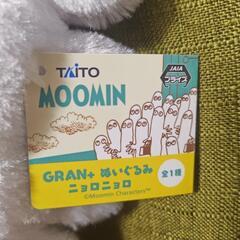 TAITO
JAIA
プライズ
MOOMIN
GRAN+ ぬいぐるみ
ニョロニョロ
全1種
©Moomin Characters™